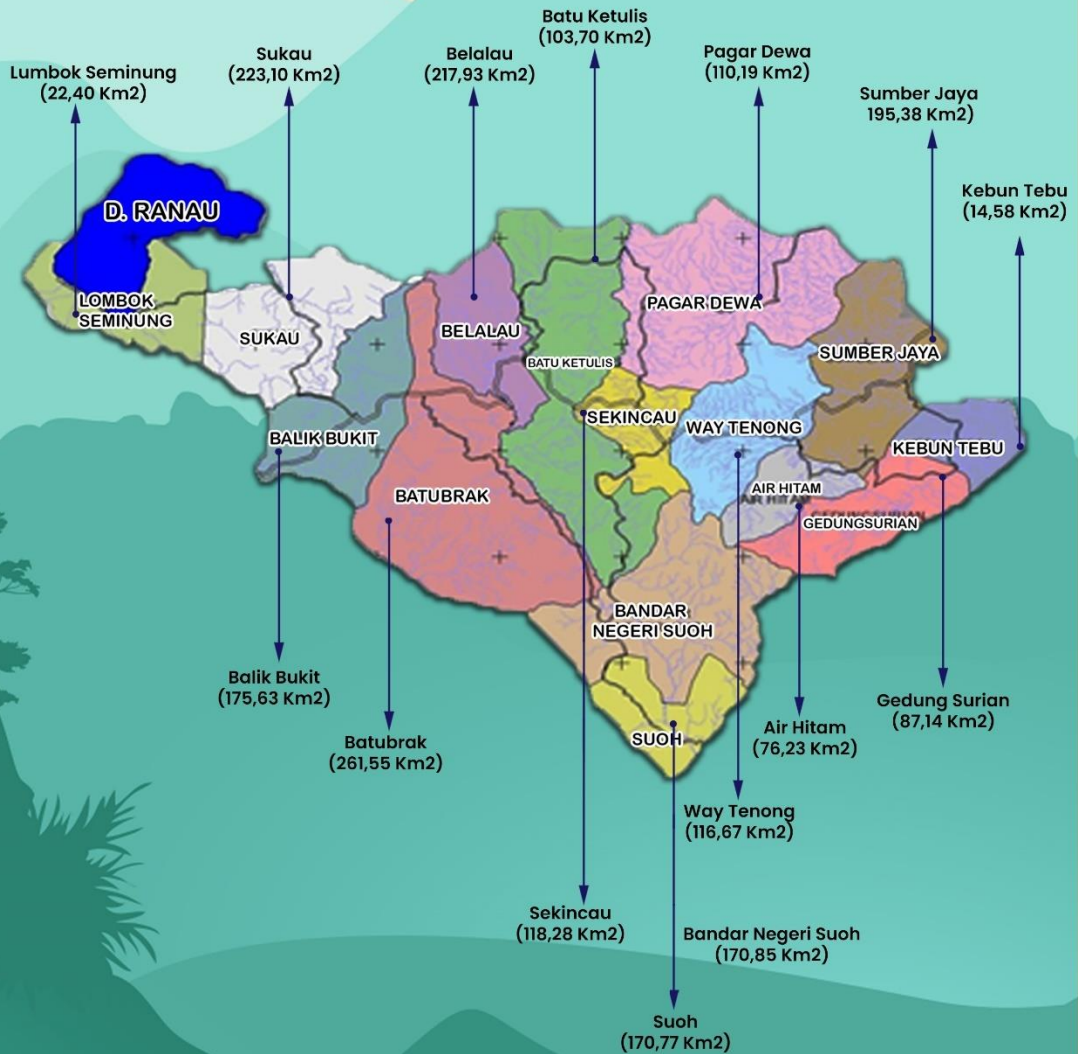 Batu Ketulis
(103,70 Km2)
Sukau
(223,10 Km2)
Belalau
(217,93 Km2)
Pagar Dewa
(110,19 Km2)
Lumbok Seminung
(22,40 Km2)
Sumber Jaya
195,38 Km2)
Kebun Tebu
(14,58 Km2)
D. RANAU
LOMBOK
SEMINUNG
SUKAU
BELALAU
BATU KETULIS
PAGAR DEWA
SUMBER JAYA
SEKINCAU
WAY TENONG
BALIK BUKIT
KEBUN TEBU
BATUBRAK
AIR HITAM
AIR HITAM
GEDUNGSURIAN
GEDUNGSURIAN
BANDAR
NEGERI SUOH
SUOH
Balik Bukit
(175,63 Km2)
Batubrak
(261,55 Km2)
Gedung Surian
(87,14 Km2)
Air Hitam
(76,23 Km2)
Way Tenong
(116,67 Km2)
Sekincau
(118,28 Km2)
Bandar Negeri Suoh
(170,85 Km2)
Suoh
(170,77 Km2)